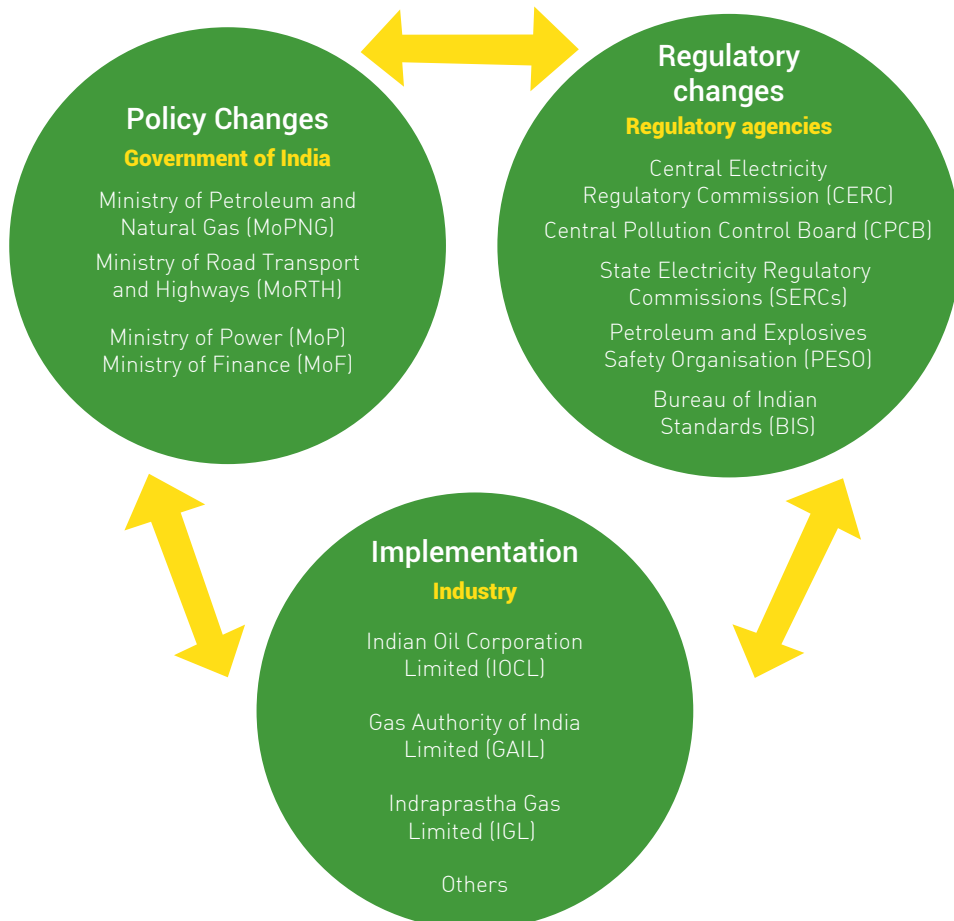 Policy Changes
Government of India
Ministry of Petroleum and
Natural Gas (MoPNG)
Ministry of Road Transport
and Highways (MoRTH)
Ministry of Power (MoP)
Ministry of Finance (MoF)
Regulatory
changes
Regulatory agencies
Central Electricity
Regulatory Commission (CERC)
Central Pollution Control Board (CPCB)
State Electricity Regulatory
Commissions (SERCs)
Petroleum and Explosives
Safety Organisation (PESO)
Bureau of Indian
Standards (BIS)
Implementation
Industry
Indian Oil Corporation
Limited (IOCL)
Gas Authority of India
Limited (GAIL)
Indraprastha Gas
Limited (IGL)
Others